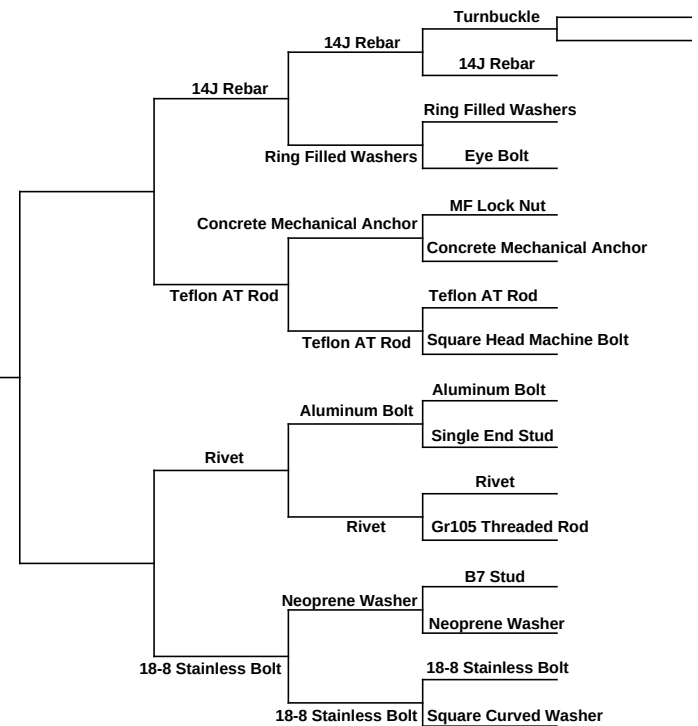 Turnbuckle
14J Rebar
14J Rebar
14J Rebar
Ring Filled Washers
Ring Filled Washers
Eye Bolt
MF Lock Nut
Concrete Mechanical Anchor
Concrete Mechanical Anchor
Teflon AT Rod
Teflon AT Rod
Teflon AT Rod
Square Head Machine Bolt
Aluminum Bolt
Aluminum Bolt
Single End Stud
Rivet
Rivet
Rivet
Gr105 Threaded Rod
B7 Stud
Neoprene Washer
Neoprene Washer
18-8 Stainless Bolt
18-8 Stainless Bolt
18-8 Stainless Bolt
Square Curved Washer